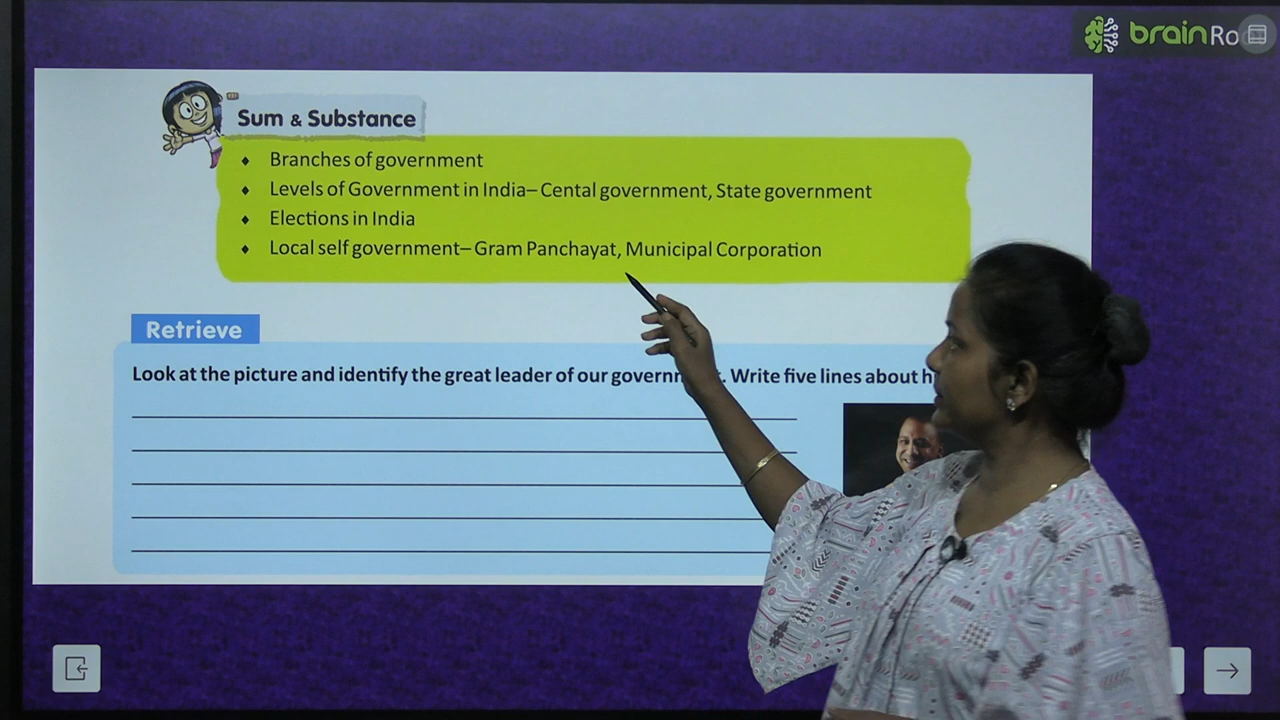 brainRo
Sum & Substance
♦ Branches of government
♦ Levels of Government in India– Cental government, State government
♦ Elections in India
♦ Local self government– Gram Panchayat, Municipal Corporation
Retrieve
Look at the picture and identify the great leader of our governm . Write five lines about h